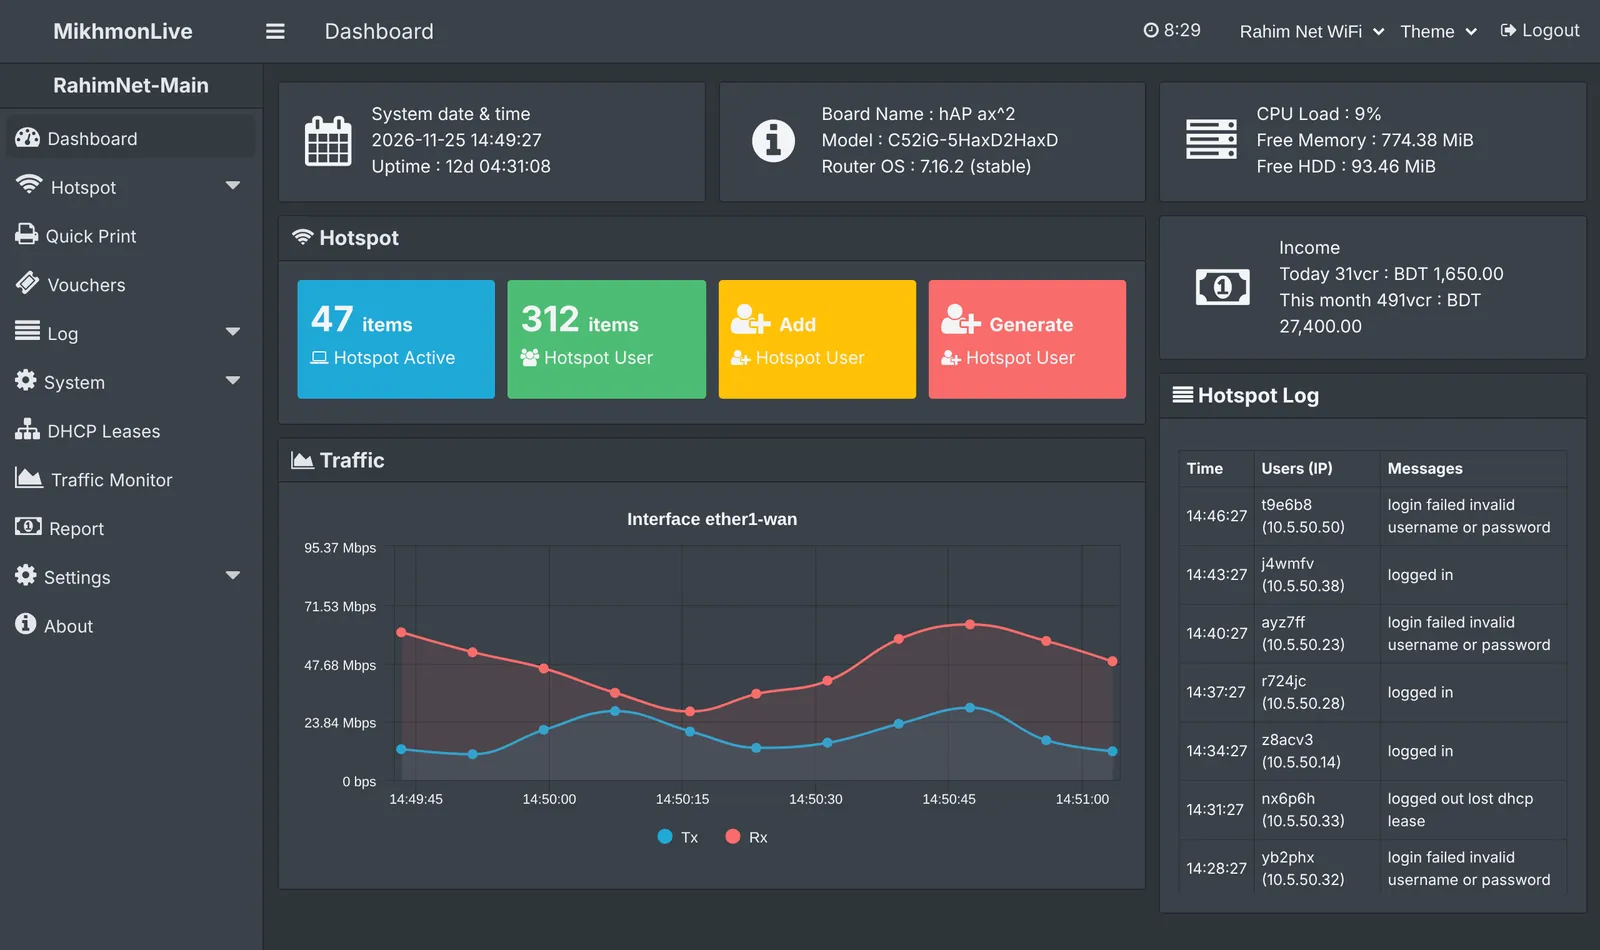 MikhmonLive
Dashboard
8:29
Rahim Net WiFi
Theme
Logout
RahimNet-Main
Dashboard
Hotspot
Quick Print
Vouchers
Log
System
DHCP Leases
Traffic Monitor
Report
Settings
About
System date & time
2026-11-25 14:49:27
Uptime : 12d 04:31:08
Board Name : hAP ax^2
Model : C52iG-5HaxD2HaxD
Router OS : 7.16.2 (stable)
CPU Load : 9%
Free Memory : 774.38 MiB
Free HDD : 93.46 MiB
Hotspot
47 items
Hotspot Active
312 items
Hotspot User
Add
Hotspot User
Generate
Hotspot User
Income
Today 31vcr : BDT 1,650.00
This month 491vcr : BDT
27,400.00
Traffic
Interface ether1-wan
95.37 Mbps
71.53 Mbps
47.68 Mbps
23.84 Mbps
0 bps
14:49:45 14:50:00 14:50:15 14:50:30 14:50:45 14:51:00
Tx Rx
Hotspot Log
Time Users (IP) Messages
14:46:27 t9e6b8 (10.5.50.50) login failed invalid username or password
14:43:27 j4wmfv (10.5.50.38) logged in
14:40:27 ayz7ff (10.5.50.23) login failed invalid username or password
14:37:27 r724jc (10.5.50.28) logged in
14:34:27 z8acv3 (10.5.50.14) logged in
14:31:27 nx6p6h (10.5.50.33) logged out lost dhcp lease
14:28:27 yb2phx (10.5.50.32) login failed invalid username or password